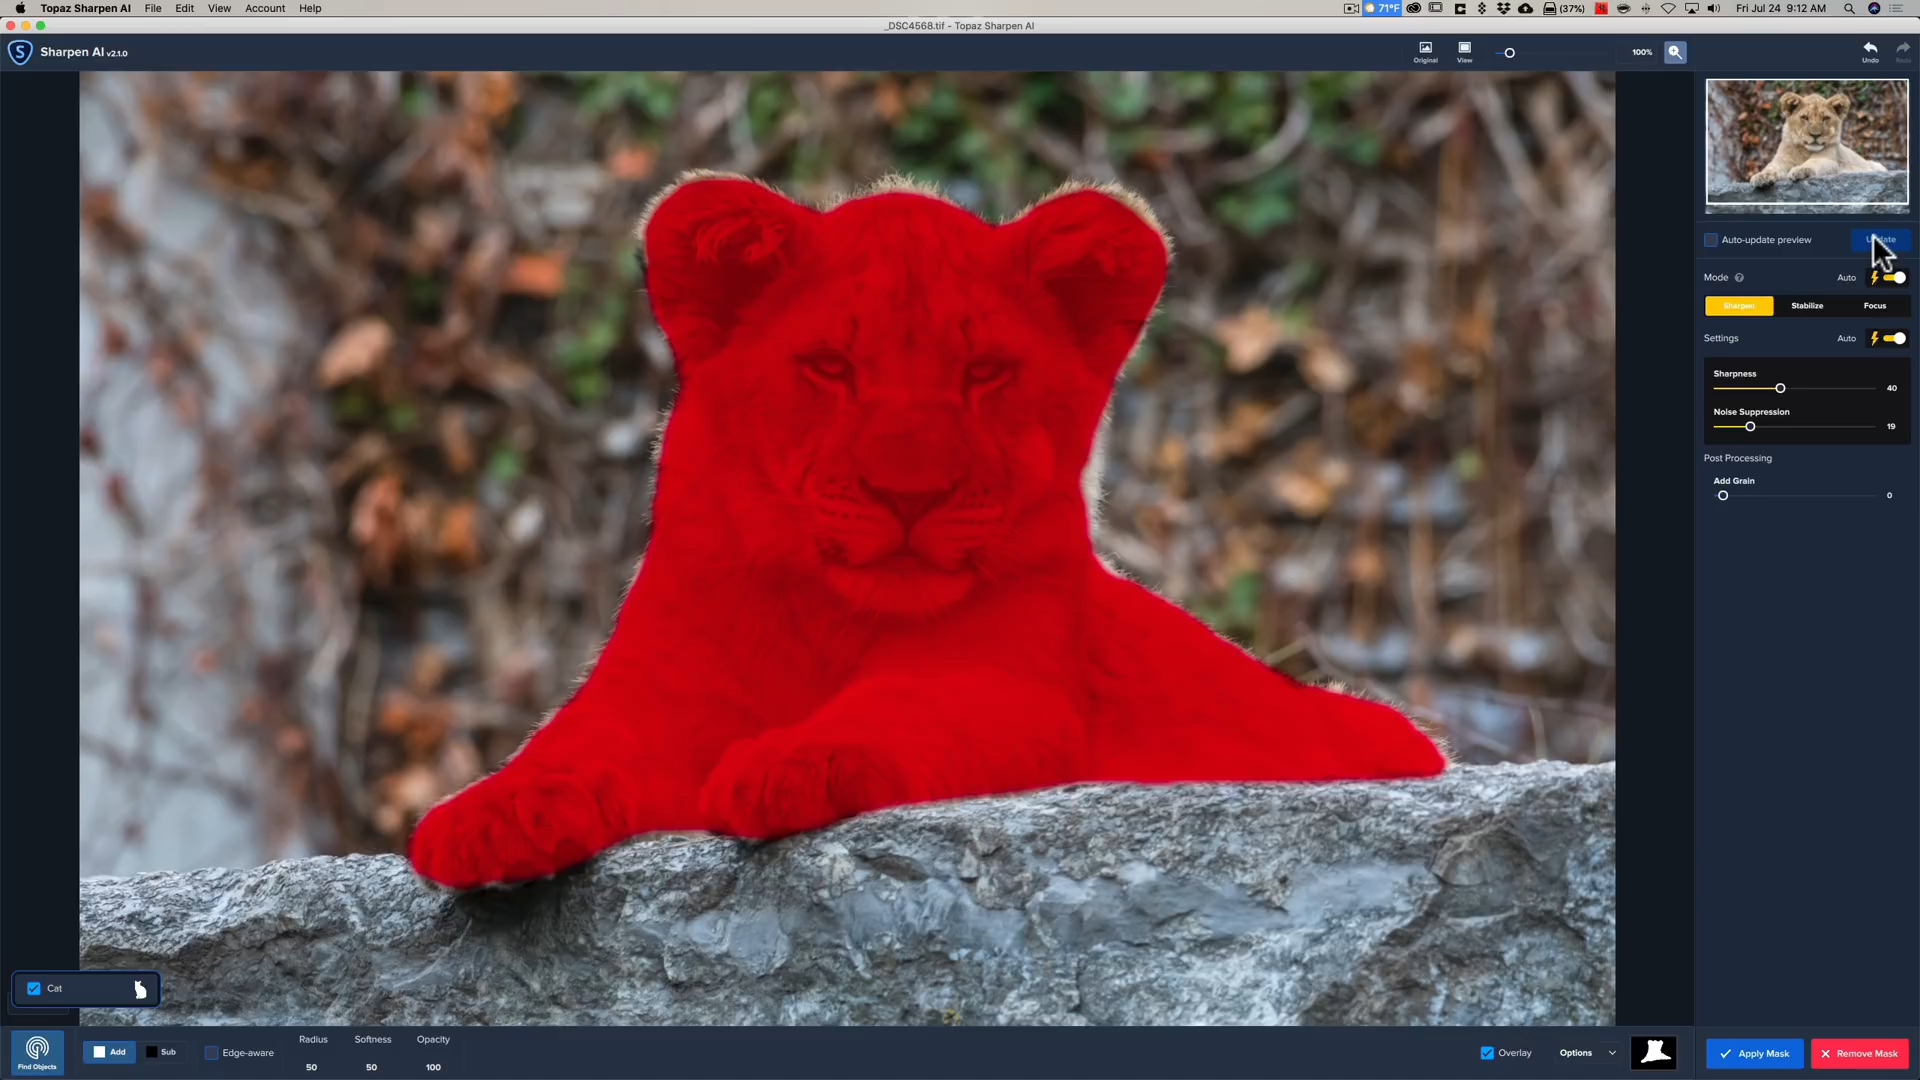 Topaz Sharpen AI File Edit View Account Help 71°F (37%) Fri Jul 24 9:12 AM
_DSC4568.tif - Topaz Sharpen AI
Sharpen AI v2.1.0
Original View 100% Undo Redo
Auto-update preview Update
Mode Auto
Sharpen Stabilize Focus
Settings Auto
Sharpness
40
Noise Suppression
19
Post Processing
Add Grain
0
Cat
Find Objects
Add Sub Edge-aware
Radius Softness Opacity
50 50 100
Overlay Options Apply Mask Remove Mask